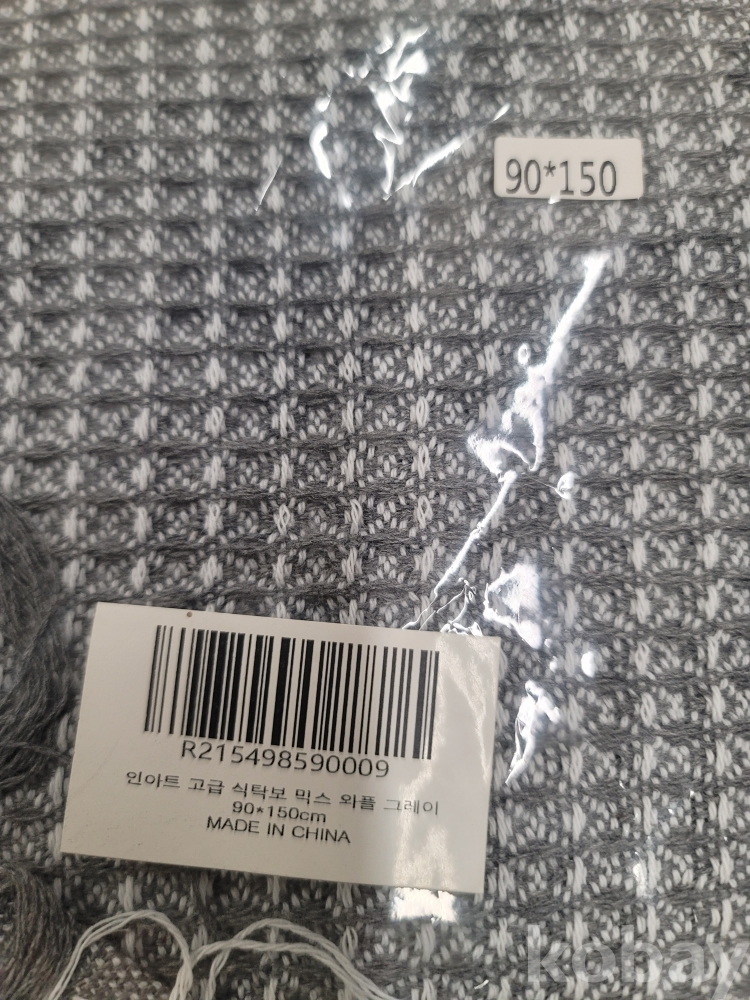 90*150
R215498590009
인아트 고급 식탁보 믹스 와플 그레이
90*150cm
MADE IN CHINA
kobay